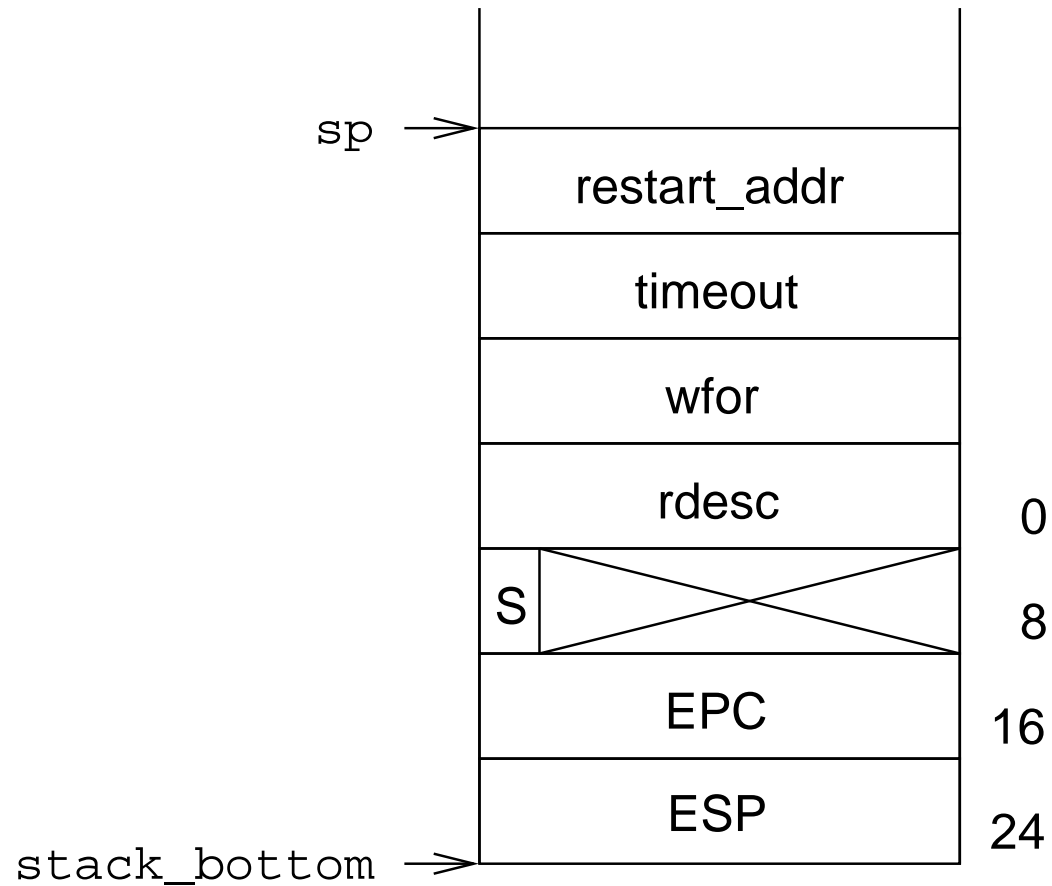 sp
restart_addr
timeout
wfor
rdesc 0
S 8
EPC 16
ESP 24
stack_bottom